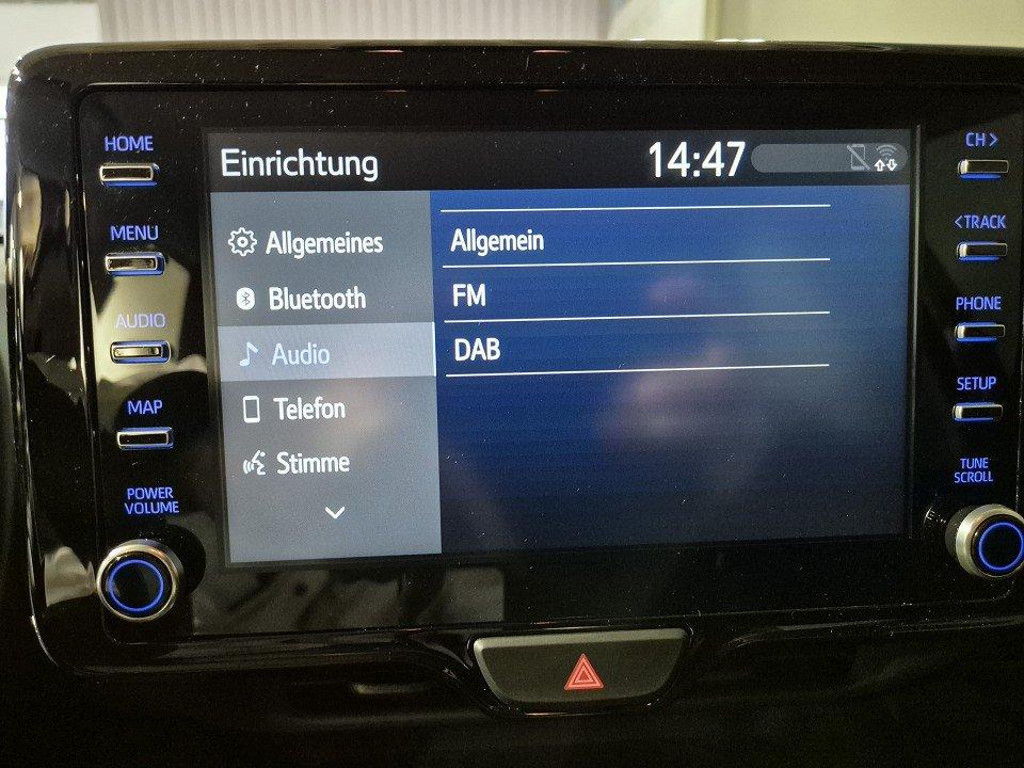 HOME
MENU
AUDIO
MAP
POWER
VOLUME
Einrichtung
14:47
Allgemeines
Bluetooth
Audio
Telefon
Stimme
Allgemein
FM
DAB
CH >
< TRACK
PHONE
SETUP
TUNE
SCROLL